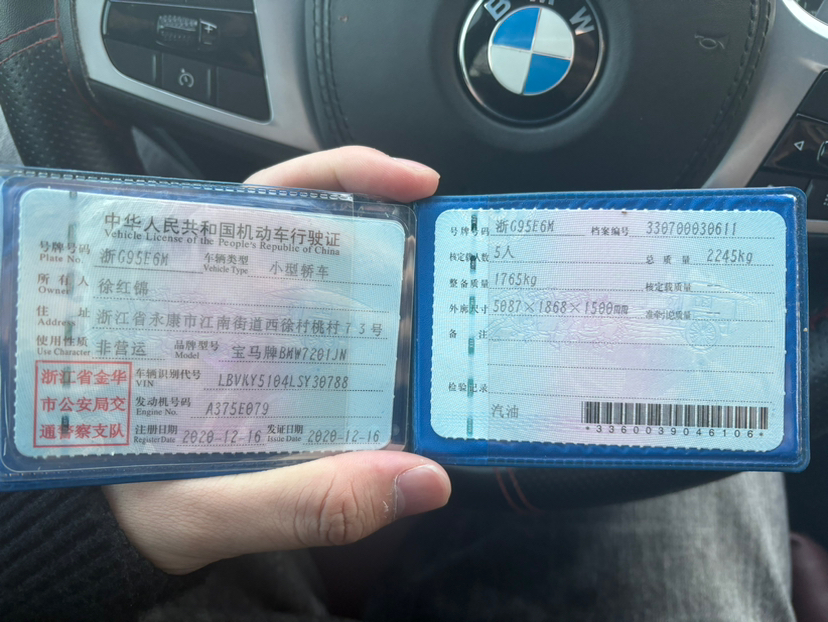 BMW
中华人民共和国机动车行驶证
Vehicle License of the People's Republic of China
号牌号码 浙G95E6M 车辆类型 小型轿车
Plate No. Vehicle Type
所有人 徐红锦
Owner
住址 浙江省永康市江南街道西徐村桃村73号
Address
使用性质 非营运 品牌型号 宝马牌BMW7201JN
Use Character Model
浙江省金华
市公安局交
通警察支队
车辆识别代号 LBVKY5104LSY30788
VIN
发动机号码 A375E079
Engine No.
注册日期 2020-12-16 发证日期 2020-12-16
Register Date Issue Date
号牌号码 浙G95E6M 档案编号 330700030611
核定载人数 5人 总质量 2245kg
整备质量 1765kg 核定载质量 --
外廓尺寸 5087×1868×1500mm 准牵引总质量 --
备注
检验记录
汽油
*3360039046106*